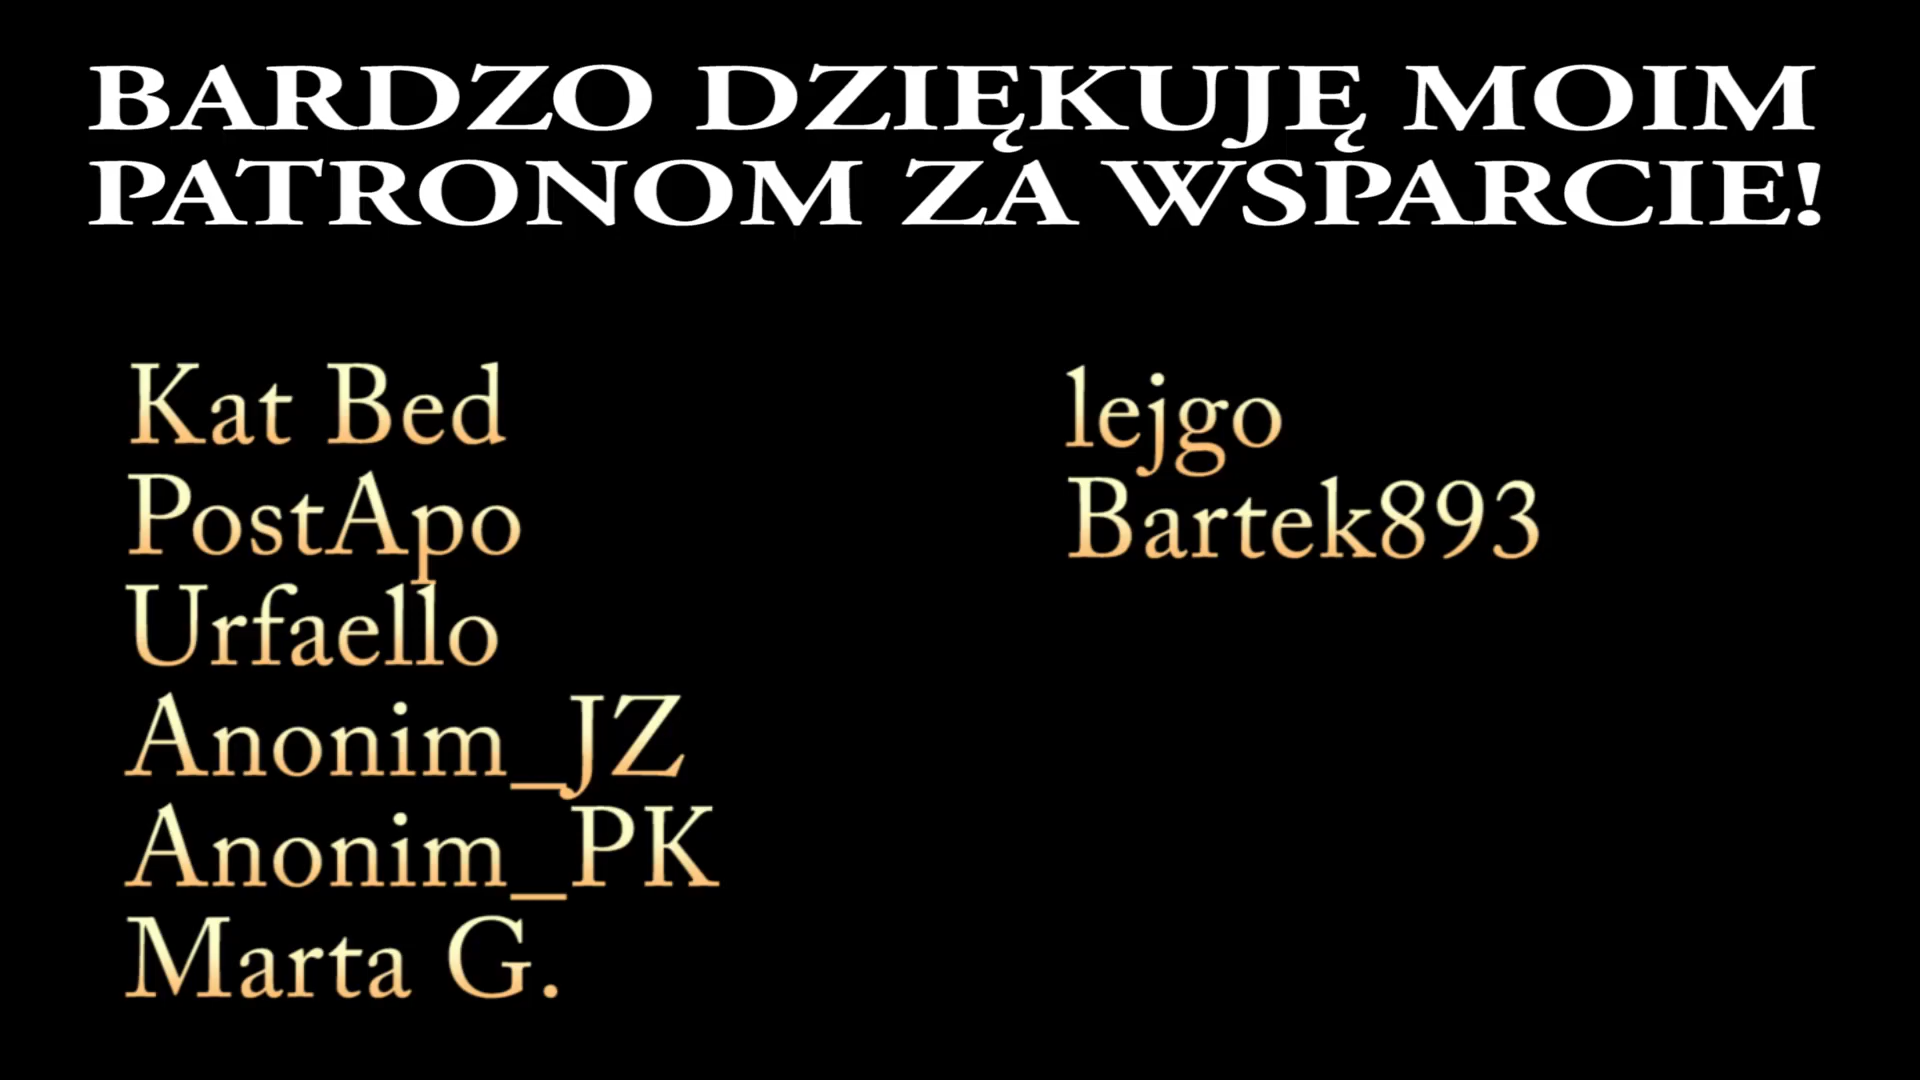 BARDZO DZIĘKUJĘ MOIM
PATRONOM ZA WSPARCIE!
Kat Bed
PostApo
Urfaello
Anonim_JZ
Anonim_PK
Marta G.
lejgo
Bartek893